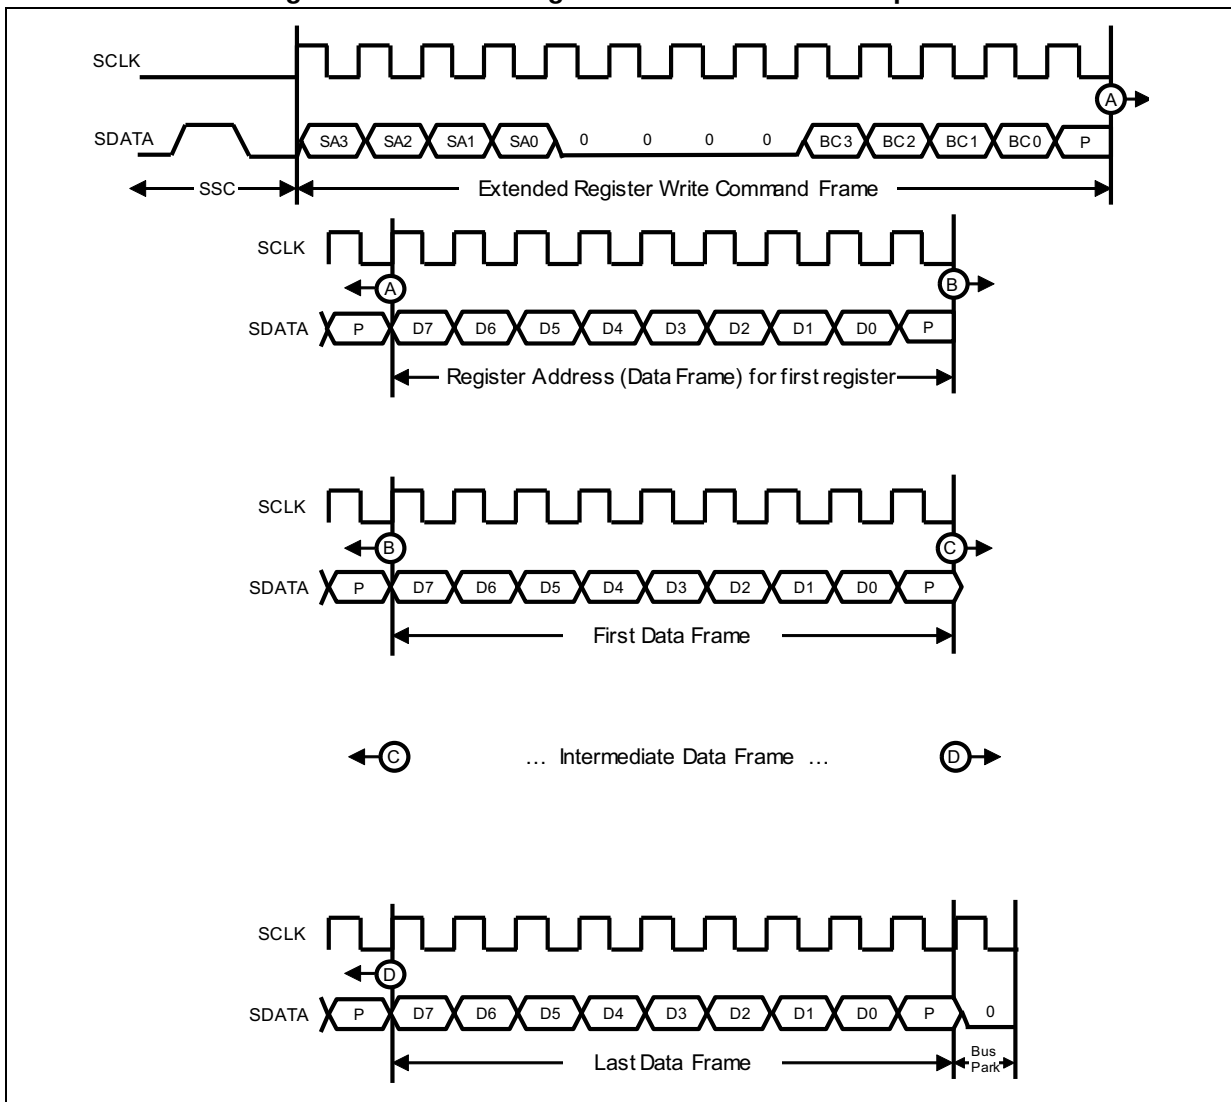 SCLK
A
SDATA SA3 SA2 SA1 SA0 0 0 0 0 BC3 BC2 BC1 BC0 P
SSC Extended Register Write Command Frame
SCLK
A B
SDATA P D7 D6 D5 D4 D3 D2 D1 D0 P
Register Address (Data Frame) for first register
SCLK
B C
SDATA P D7 D6 D5 D4 D3 D2 D1 D0 P
First Data Frame
C ... Intermediate Data Frame ... D
SCLK
D
SDATA P D7 D6 D5 D4 D3 D2 D1 D0 P 0
Last Data Frame Bus
Park